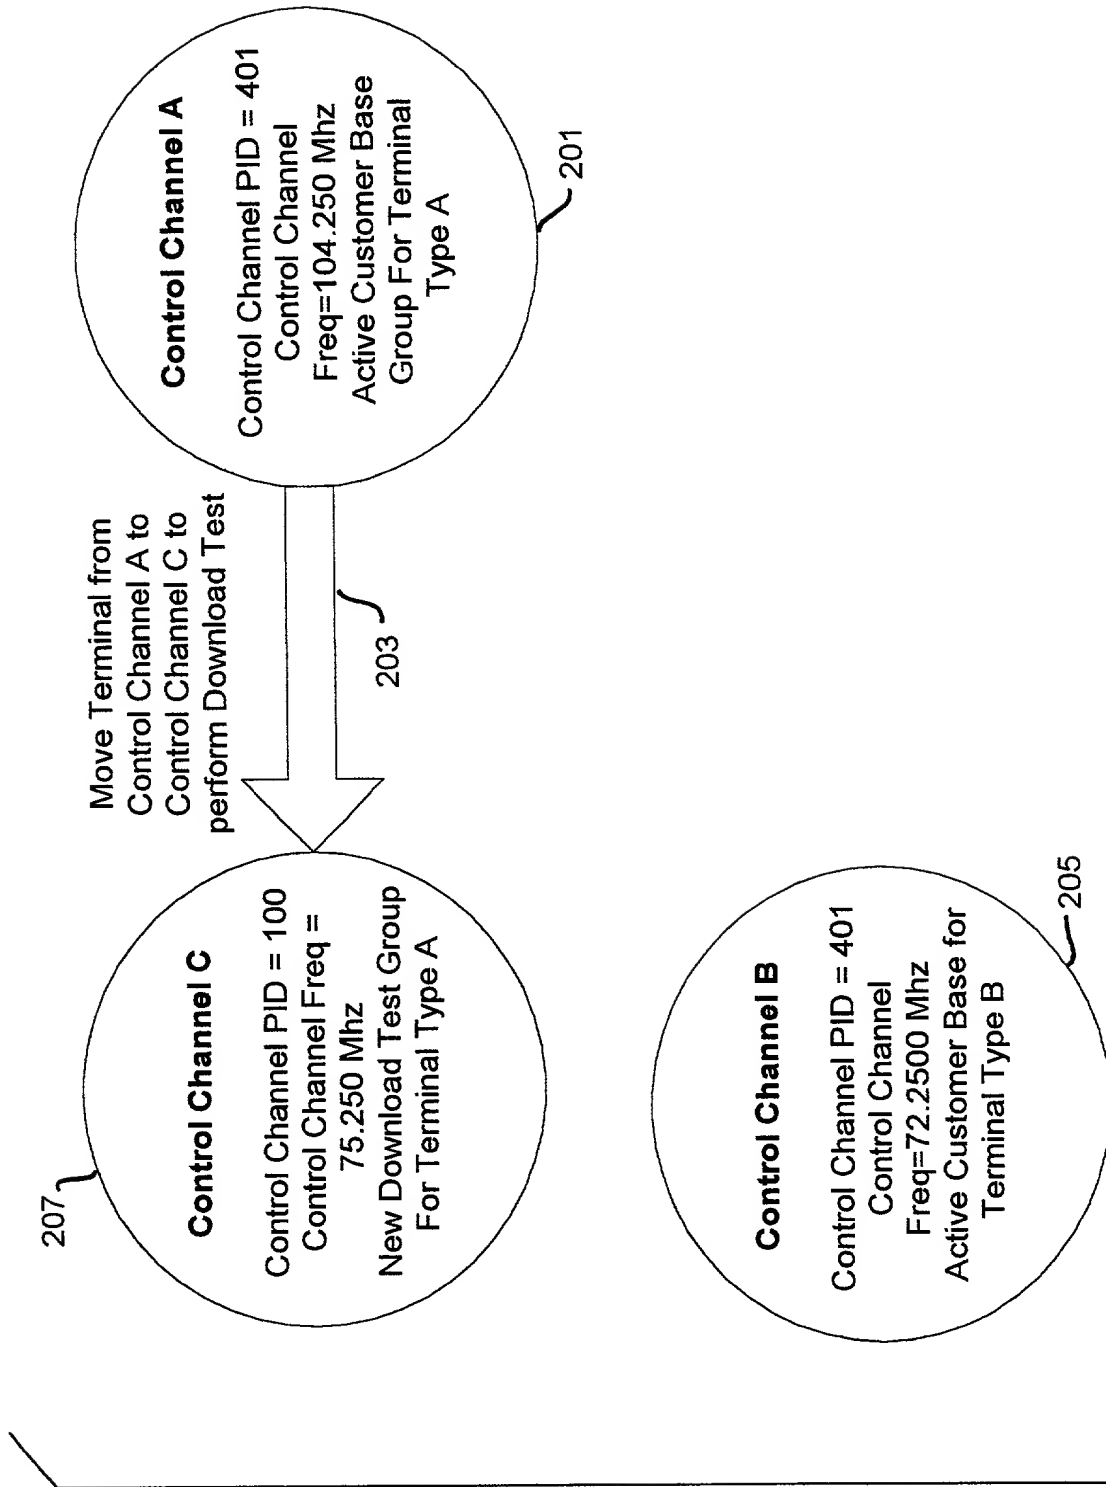 207
Control Channel C
Control Channel PID = 100
Control Channel Freq =
75.250 Mhz
New Download Test Group
For Terminal Type A
Move Terminal from
Control Channel A to
Control Channel C to
perform Download Test
203
Control Channel A
Control Channel PID = 401
Control Channel
Freq=104.250 Mhz
Active Customer Base
Group For Terminal
Type A
201
Control Channel B
Control Channel PID = 401
Control Channel
Freq=72.2500 Mhz
Active Customer Base for
Terminal Type B
205